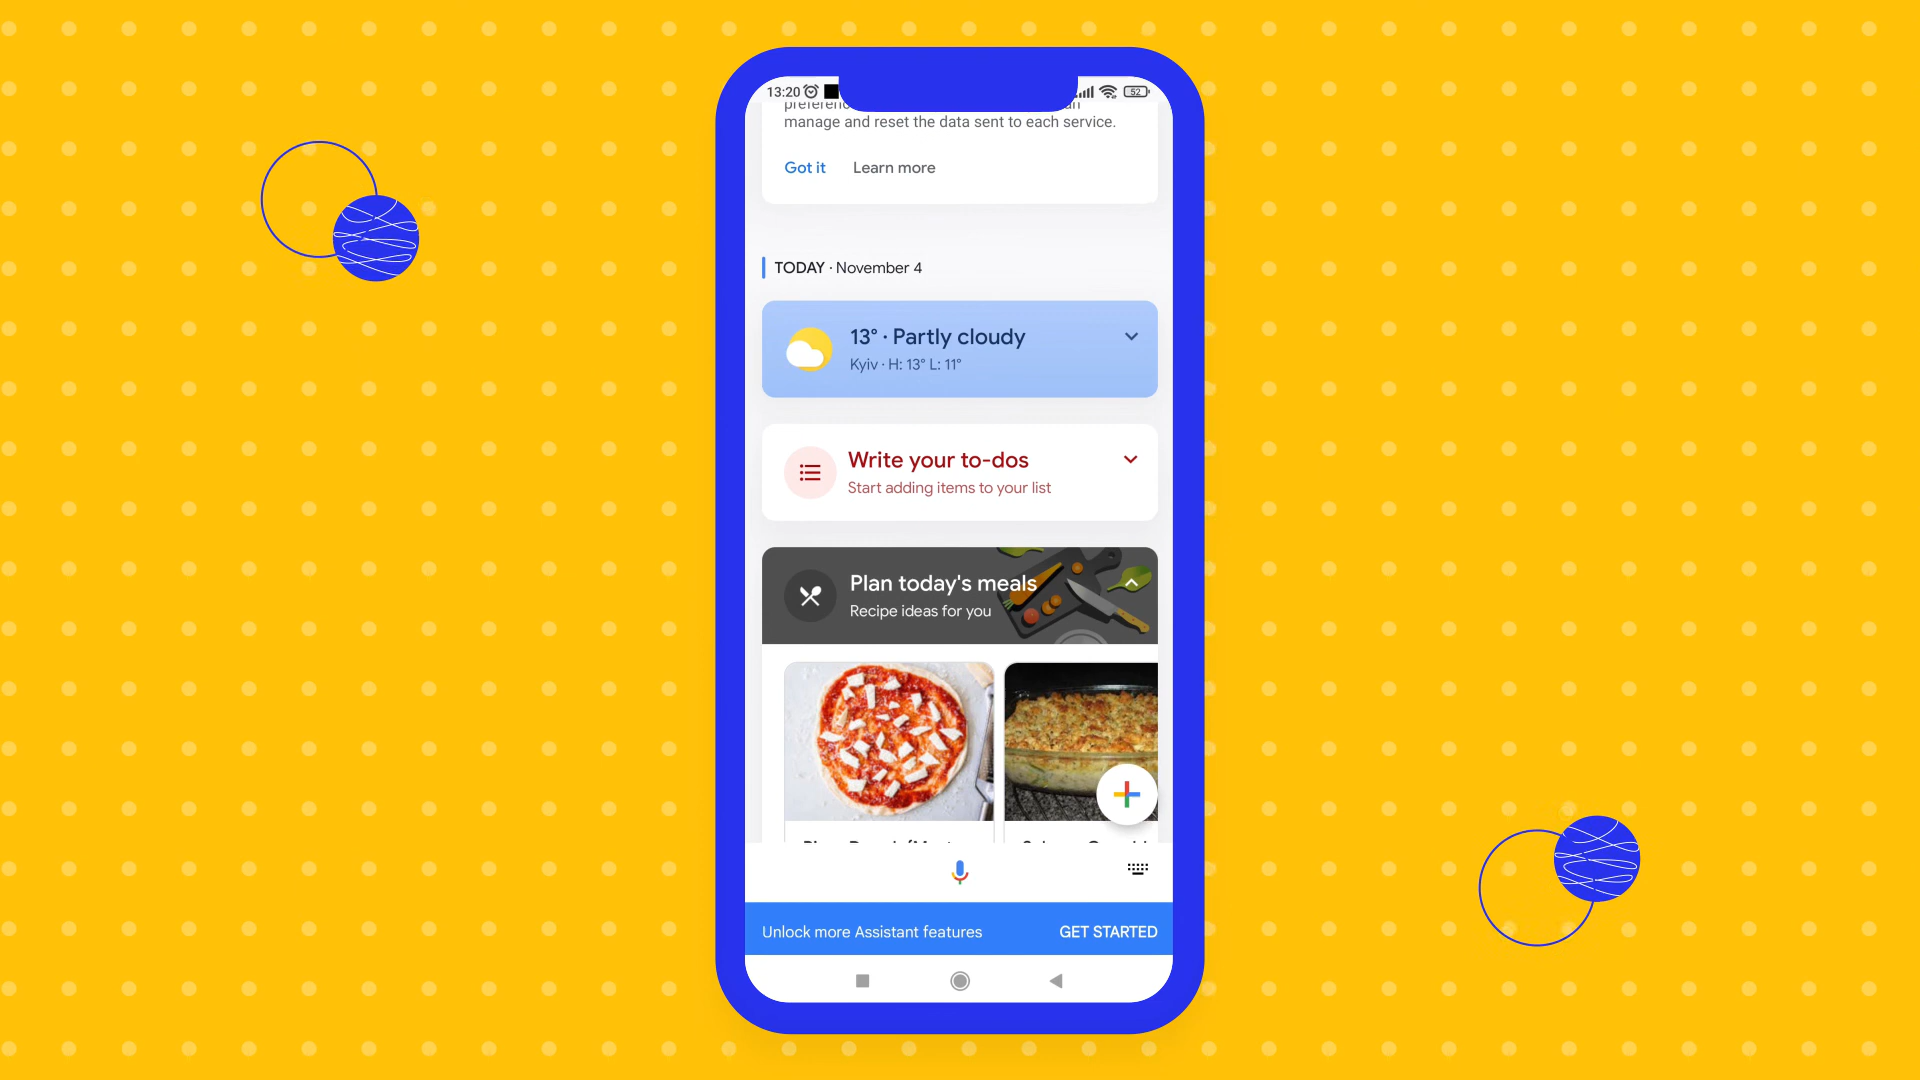 13:20
52
manage and reset the data sent to each service.
Got it Learn more
TODAY · November 4
13° · Partly cloudy
Kyiv · H: 13° L: 11°
Write your to-dos
Start adding items to your list
Plan today's meals
Recipe ideas for you
Unlock more Assistant features GET STARTED